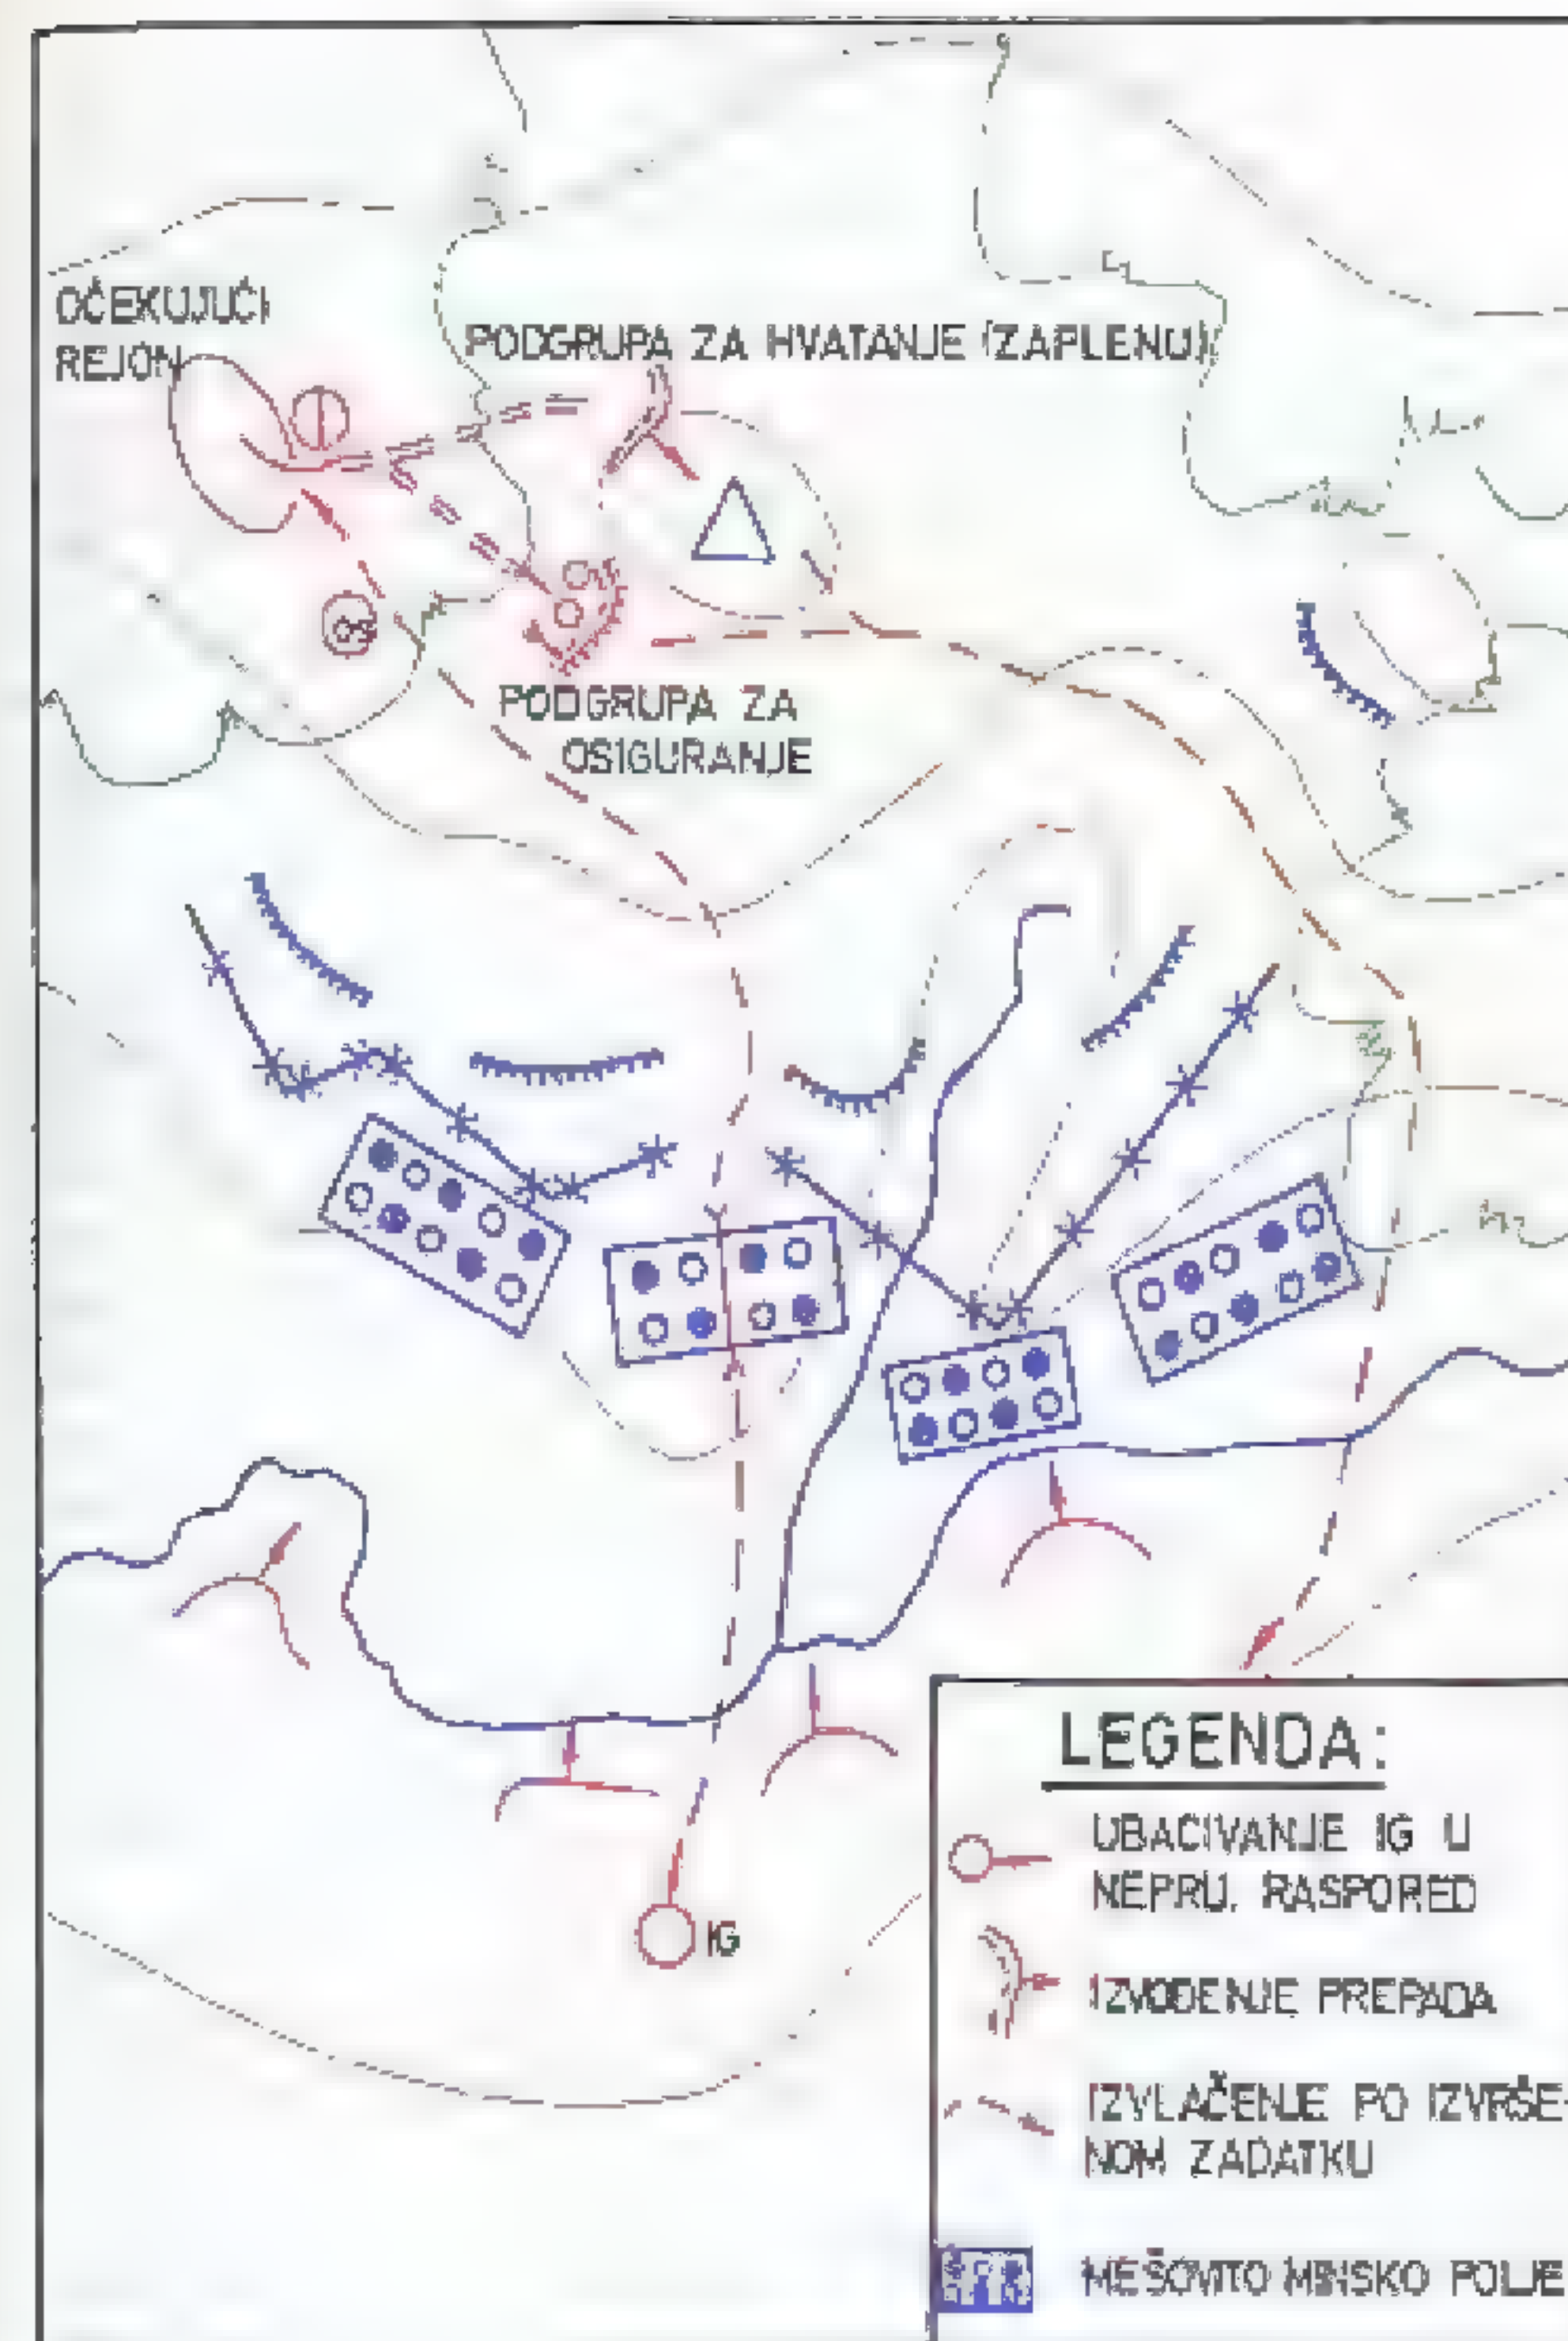 OČEKUJUĆI
REJON
PODGRUPA ZA HVATANJE (ZAPLENU)
PODGRUPA ZA
OSIGURANJE
IG
LEGENDA:
UBACIVANJE IG U
NEPRIJ. RASPORED
IZVOĐENJE PREPADA
IZVLAČENJE PO IZVRŠE-
NOM ZADATKU
MEŠOVITO MINSKO POLJE